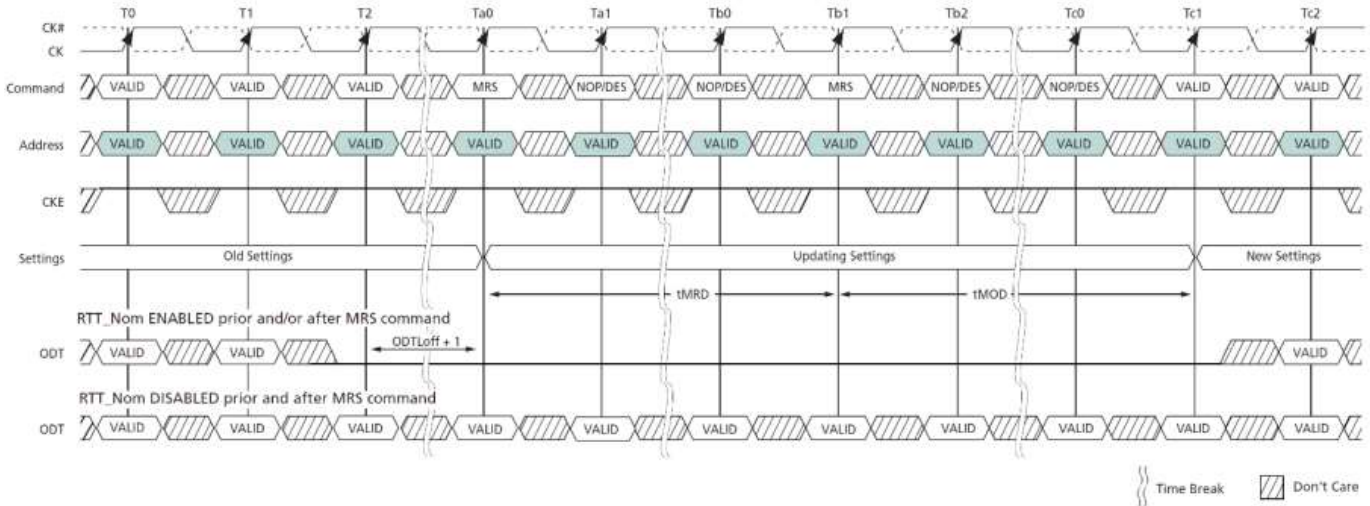 T0 T1 T2 Ta0 Ta1 Tb0 Tb1 Tb2 Tc0 Tc1 Tc2
CK#
CK
Command VALID VALID VALID MRS NOP/DES NOP/DES MRS NOP/DES NOP/DES VALID VALID
Address VALID VALID VALID VALID VALID VALID VALID VALID VALID VALID VALID
CKE
Settings Old Settings Updating Settings New Settings
tMRD tMOD
RTT_Nom ENABLED prior and/or after MRS command
ODTLoff + 1
ODT VALID VALID VALID
RTT_Nom DISABLED prior and after MRS command
ODT VALID VALID VALID VALID VALID VALID VALID VALID VALID VALID VALID
Time Break Don't Care